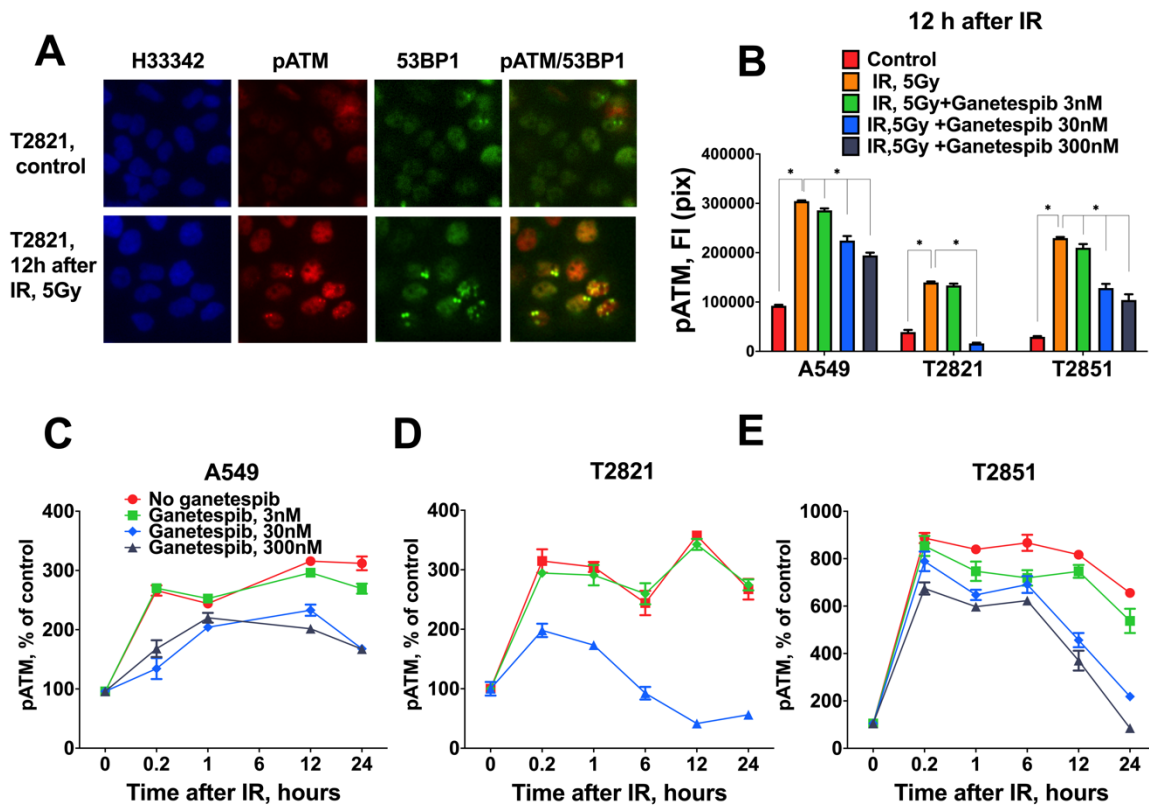 A
H33342 pATM 53BP1 pATM/53BP1
T2821,
control
T2821,
12h after
IR, 5Gy
12 h after IR
B
Control
IR, 5Gy
IR, 5Gy+Ganetespib 3nM
IR,5Gy +Ganetespib 30nM
IR,5Gy +Ganetespib 300nM
pATM, FI (pix)
400000
300000
200000
100000
0
* * * * * *
A549 T2821 T2851
C
A549
No ganetespib
Ganetespib, 3nM
Ganetespib, 30nM
Ganetespib, 300nM
pATM, % of control
400
300
200
100
0
0 0.2 1 6 12 24
Time after IR, hours
D
T2821
pATM, % of control
400
300
200
100
0
0 0.2 1 6 12 24
Time after IR, hours
E
T2851
pATM, % of control
1000
800
600
400
200
0
0 0.2 1 6 12 24
Time after IR, hours